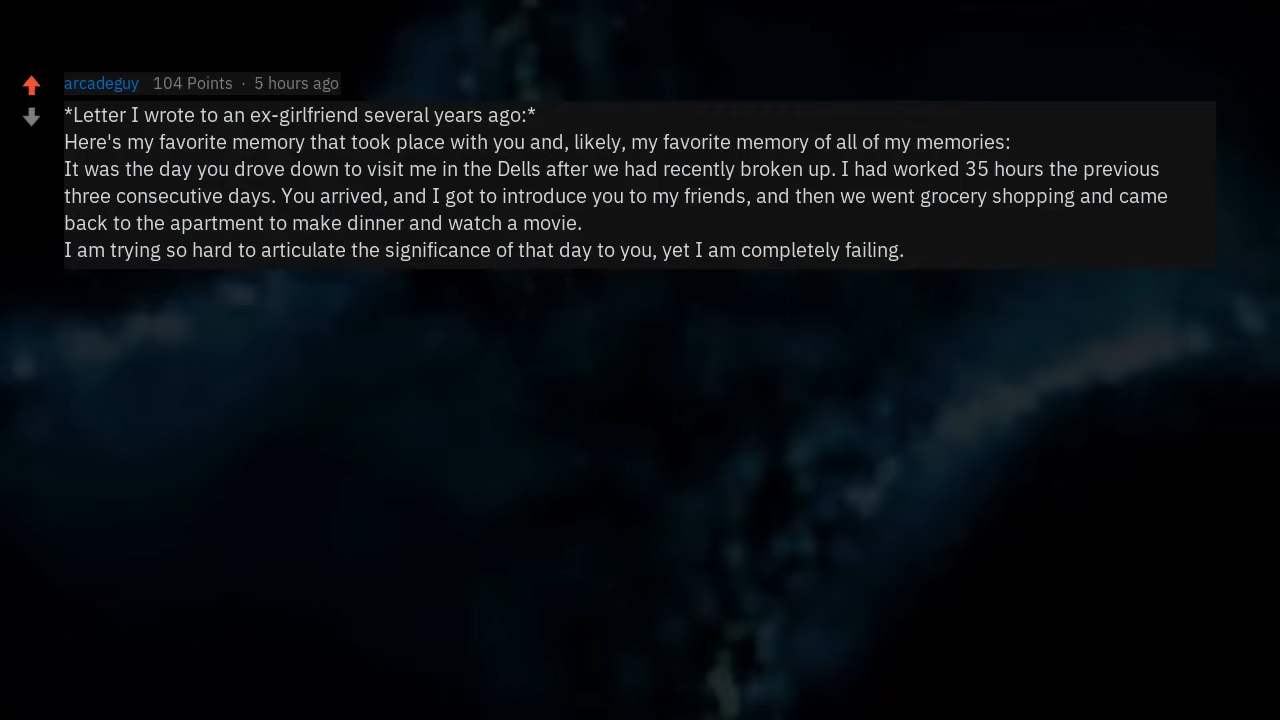 arcadeguy 104 Points · 5 hours ago
*Letter I wrote to an ex-girlfriend several years ago:*
Here's my favorite memory that took place with you and, likely, my favorite memory of all of my memories:
It was the day you drove down to visit me in the Dells after we had recently broken up. I had worked 35 hours the previous
three consecutive days. You arrived, and I got to introduce you to my friends, and then we went grocery shopping and came
back to the apartment to make dinner and watch a movie.
I am trying so hard to articulate the significance of that day to you, yet I am completely failing.